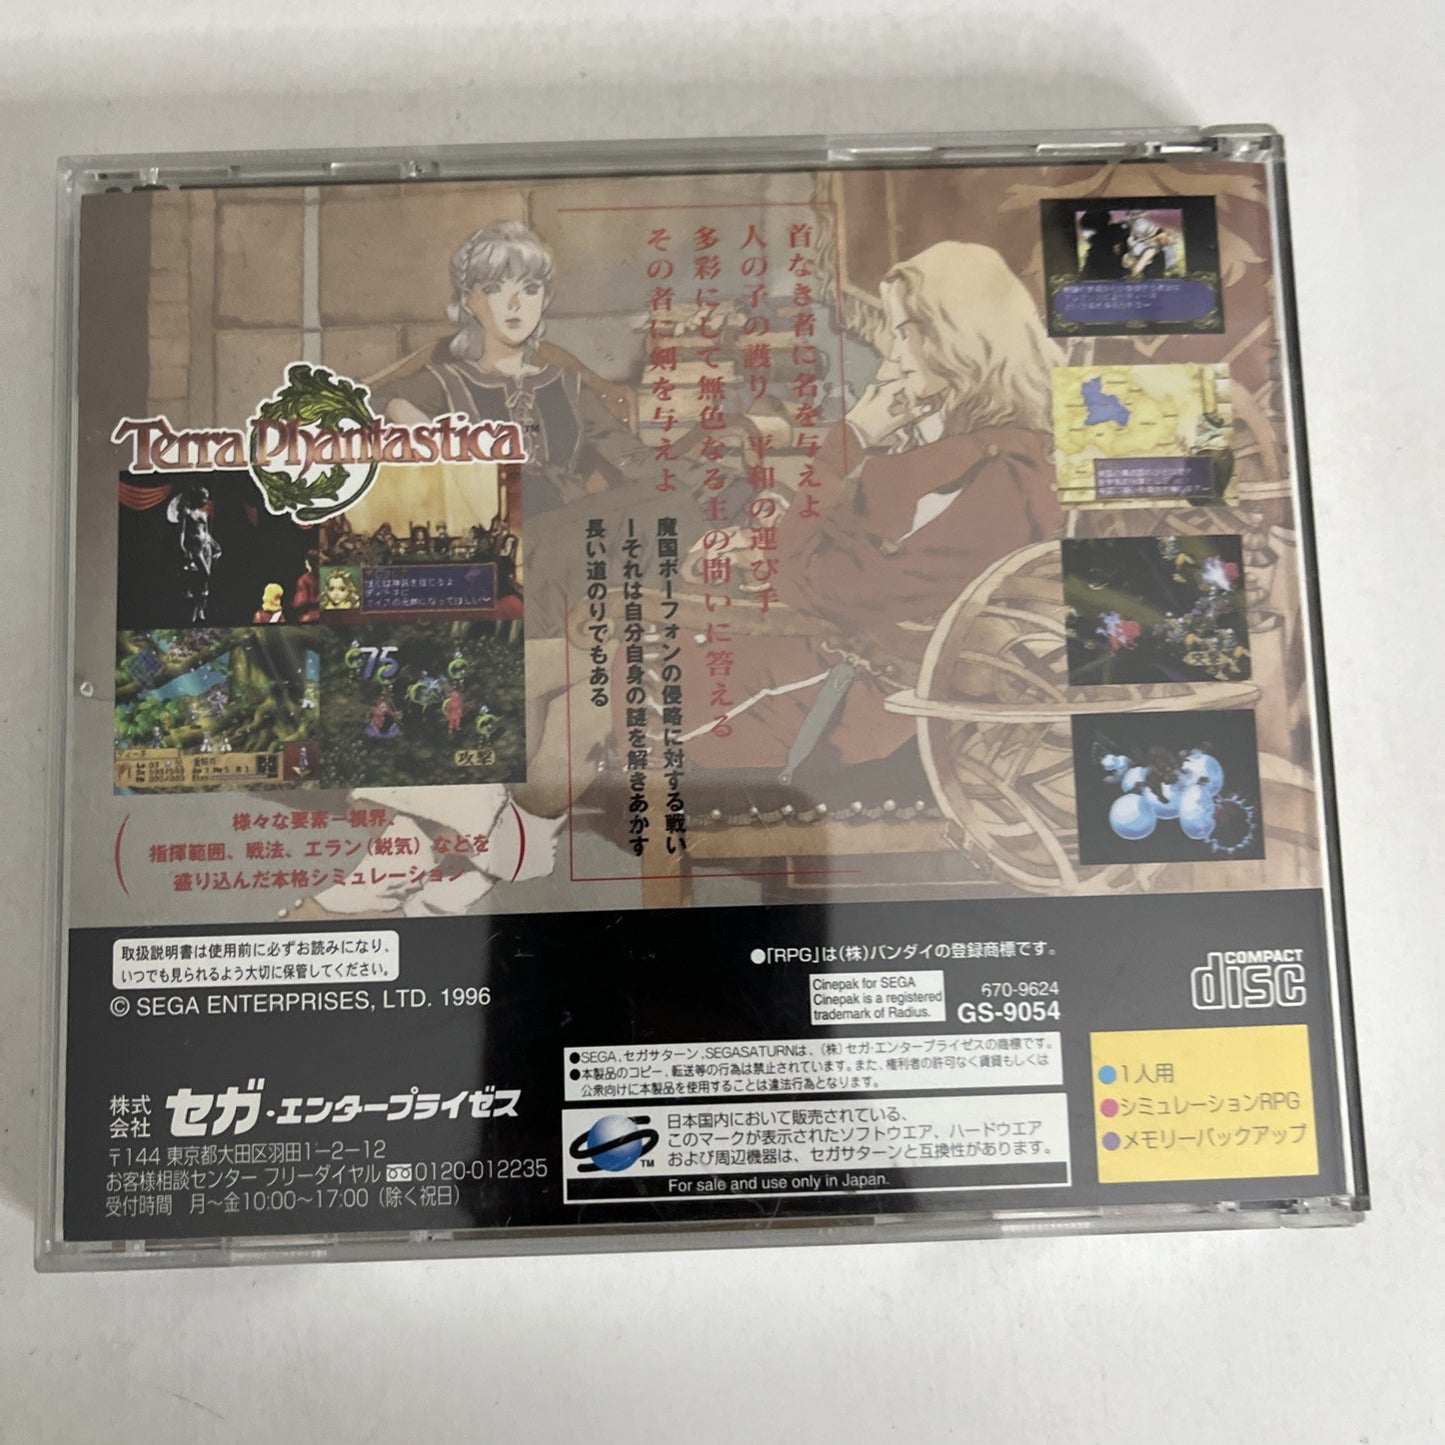 首なき者に名を与えよ
人の子の護り 平和の運び手
多彩にして無色なる主の問いに答える
その者に剣を与えよ
魔国ボーフォンの侵略に対する戦い
ーそれは自分自身の謎を解きあかす
長い道のりでもある
Terra Phantastica™
僕は神託を信じるよ
75
攻撃
様々な要素ー視界、
指揮範囲、戦法、エラン(鋭気)などを
盛り込んだ本格シミュレーション
取扱説明書は使用前に必ずお読みになり、
いつでも見られるよう大切に保管してください。
© SEGA ENTERPRISES, LTD. 1996
株式会社 セガ・エンタープライゼス
〒144 東京都大田区羽田1-2-12
お客様相談センター フリーダイヤル 0120-012235
受付時間 月〜金10:00〜17:00(除く祝日)
●「RPG」は(株)バンダイの登録商標です。
Cinepak for SEGA
Cinepak is a registered
trademark of Radius.
670-9624
GS-9054
COMPACT
disc
●SEGA、セガサターン、SEGASATURNは、(株)セガ・エンタープライゼスの商標です。
●本製品のコピー、転送等の行為は禁止されています。また、権利者の許可なく賃貸もしくは
公衆向けに本製品を使用することは違法行為となります。
日本国内において販売されている、
このマークが表示されたソフトウエア、ハードウエア
および周辺機器は、セガサターンと互換性があります。
TM
For sale and use only in Japan.
●1人用
●シミュレーションRPG
●メモリーバックアップ